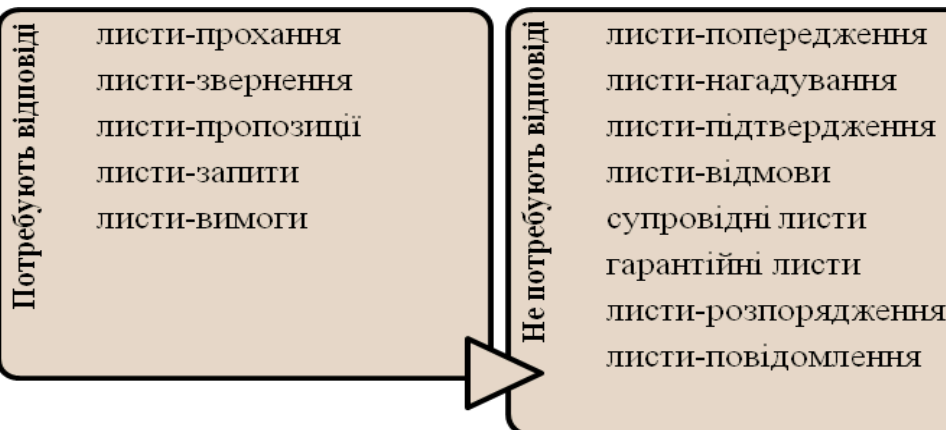 Потребують відповіді
листи-прохання
листи-звернення
листи-пропозиції
листи-запити
листи-вимоги
Не потребують відповіді
листи-попередження
листи-нагадування
листи-підтвердження
листи-відмови
супровідні листи
гарантійні листи
листи-розпорядження
листи-повідомлення